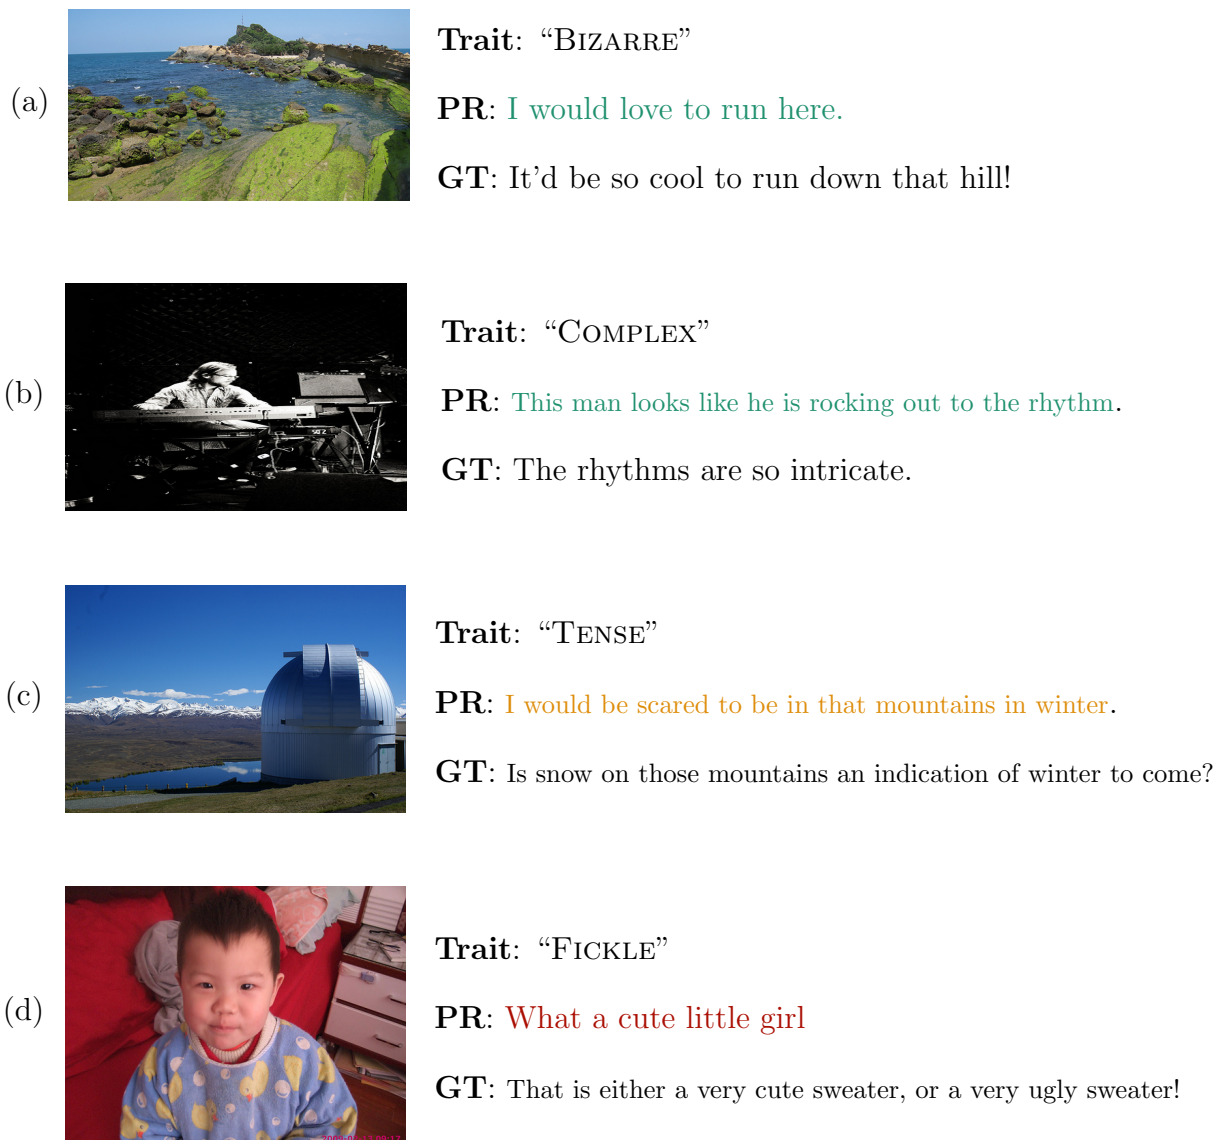 (a)
Trait: “BIZARRE”
PR: I would love to run here.
GT: It’d be so cool to run down that hill!
(b)
Trait: “COMPLEX”
PR: This man looks like he is rocking out to the rhythm.
GT: The rhythms are so intricate.
(c)
Trait: “TENSE”
PR: I would be scared to be in that mountains in winter.
GT: Is snow on those mountains an indication of winter to come?
(d)
Trait: “FICKLE”
PR: What a cute little girl
GT: That is either a very cute sweater, or a very ugly sweater!